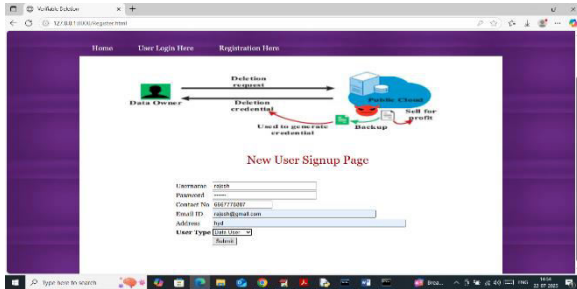 Verifiable Deletion
127.0.0.1:8000/Register.html
Home User Login Here Registration Here
Deletion
request
Data Owner
Public Cloud
Deletion
credential
Sell for
profit
Used to generate
credential
Backup
New User Signup Page
Username rajesh
Password
Contact No
Email ID rajesh@gmail.com
Address hyd
User Type Data User
Submit
Type here to search
ENG